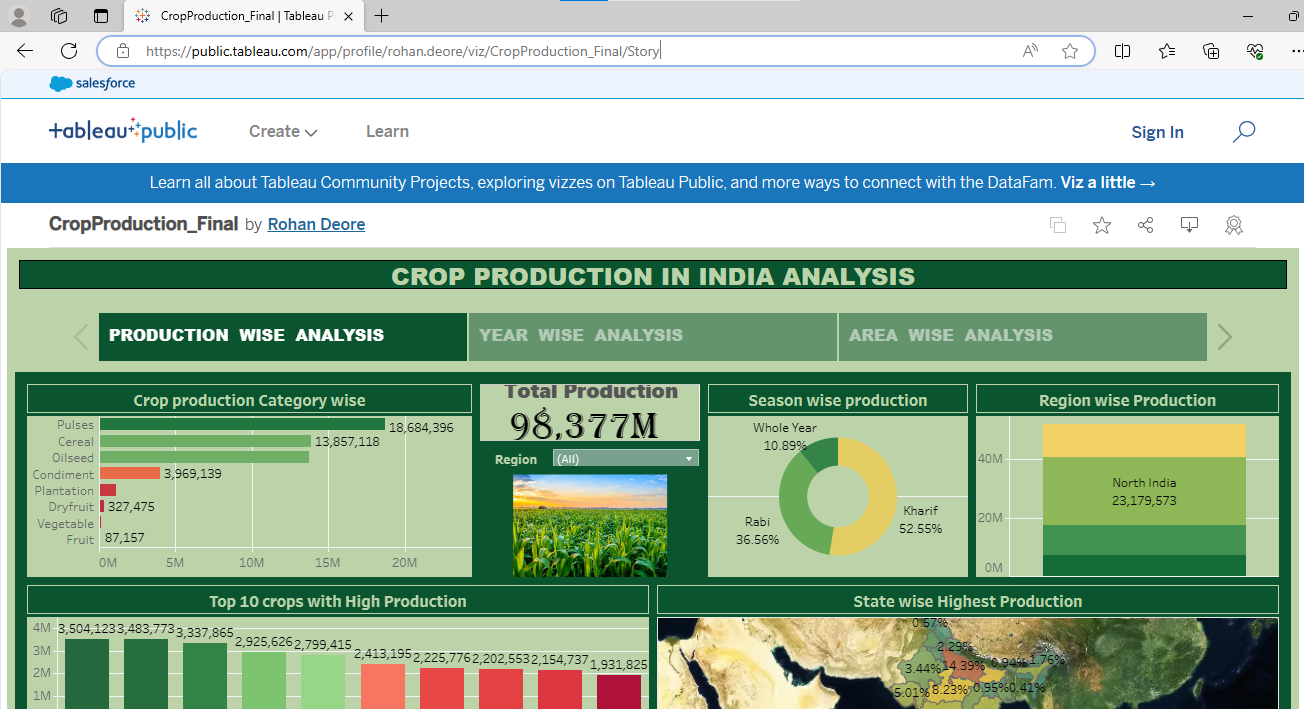 CropProduction_Final | Tableau P
https://public.tableau.com/app/profile/rohan.deore/viz/CropProduction_Final/Story
salesforce
tableau public
Create
Learn
Sign In
Learn all about Tableau Community Projects, exploring vizzes on Tableau Public, and more ways to connect with the DataFam. Viz a little →
CropProduction_Final by Rohan Deore
CROP PRODUCTION IN INDIA ANALYSIS
PRODUCTION WISE ANALYSIS
YEAR WISE ANALYSIS
AREA WISE ANALYSIS
Crop production Category wise
Pulses 18,684,396
Cereal 13,857,118
Oilseed
Condiment 3,969,139
Plantation
Dryfruit 327,475
Vegetable
Fruit 87,157
0M 5M 10M 15M 20M
Total Production
98,377M
Region (All)
Season wise production
Whole Year
10.89%
Rabi
36.56%
Kharif
52.55%
Region wise Production
40M
20M
0M
North India
23,179,573
Top 10 crops with High Production
4M
3M
2M
1M
3,504,123 3,483,773 3,337,865 2,925,626 2,799,415 2,413,195 2,225,776 2,202,553 2,154,737 1,931,825
State wise Highest Production
0.57%
2.29%
3.44% 14.39% 0.94% 1.76%
5.01% 8.23% 0.95% 0.41%